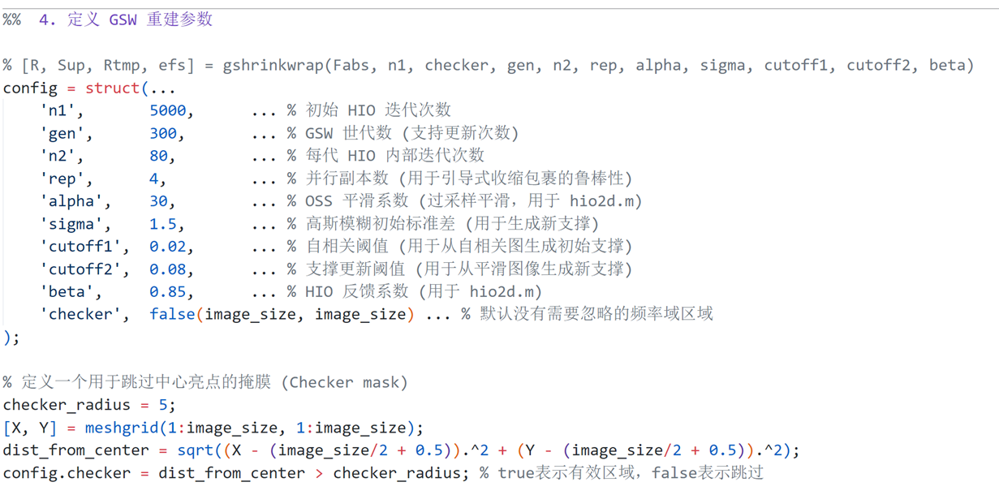 %%  4. 定义 GSW 重建参数
% [R, Sup, Rtmp, efs] = gshrinkwrap(Fabs, n1, checker, gen, n2, rep, alpha, sigma, cutoff1, cutoff2, beta)
config = struct(...
    'n1',       5000,       ... % 初始 HIO 迭代次数
    'gen',      300,        ... % GSW 世代数 (支持更新次数)
    'n2',       80,         ... % 每代 HIO 内部迭代次数
    'rep',      4,          ... % 并行副本数 (用于引导式收缩包裹的鲁棒性)
    'alpha',    30,         ... % OSS 平滑系数 (过采样平滑，用于 hio2d.m)
    'sigma',    1.5,        ... % 高斯模糊初始标准差 (用于生成新支撑)
    'cutoff1',  0.02,       ... % 自相关阈值 (用于从自相关图生成初始支撑)
    'cutoff2',  0.08,       ... % 支撑更新阈值 (用于从平滑图像生成新支撑)
    'beta',     0.85,       ... % HIO 反馈系数 (用于 hio2d.m)
    'checker',  false(image_size, image_size) ... % 默认没有需要忽略的频率域区域
);
% 定义一个用于跳过中心亮点的掩膜 (Checker mask)
checker_radius = 5;
[X, Y] = meshgrid(1:image_size, 1:image_size);
dist_from_center = sqrt((X - (image_size/2 + 0.5)).^2 + (Y - (image_size/2 + 0.5)).^2);
config.checker = dist_from_center > checker_radius; % true表示有效区域，false表示跳过